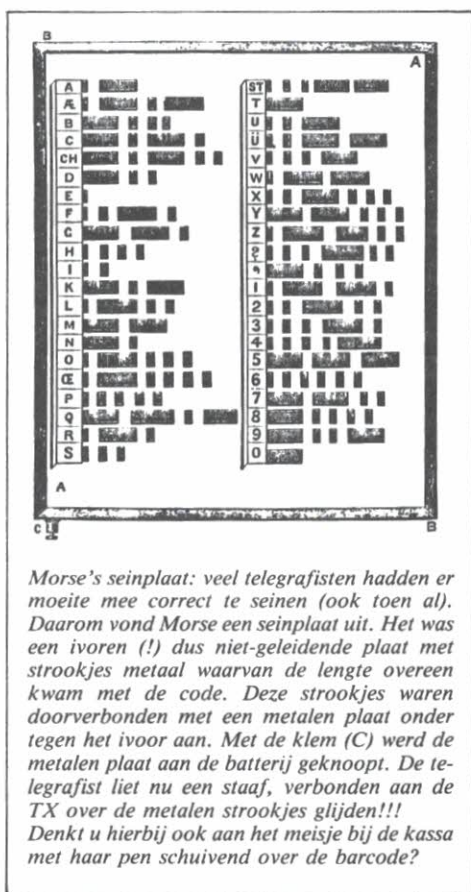 B
A
A
Æ
B
C
CH
D
E
F
G
H
I
K
L
M
N
O
Œ
P
Q
R
S
A
ST
T
U
Ü
V
W
X
Y
Z
1
2
3
4
5
6
7
8
9
0
C
B
Morse's seinplaat: veel telegrafisten hadden er
moeite mee correct te seinen (ook toen al).
Daarom vond Morse een seinplaat uit. Het was
een ivoren (!) dus niet-geleidende plaat met
strookjes metaal waarvan de lengte overeen
kwam met de code. Deze strookjes waren
doorverbonden met een metalen plaat onder
tegen het ivoor aan. Met de klem (C) werd de
metalen plaat aan de batterij geknoopt. De te-
legrafist liet nu een staaf, verbonden aan de
TX over de metalen strookjes glijden!!!
Denkt u hierbij ook aan het meisje bij de kassa
met haar pen schuivend over de barcode?